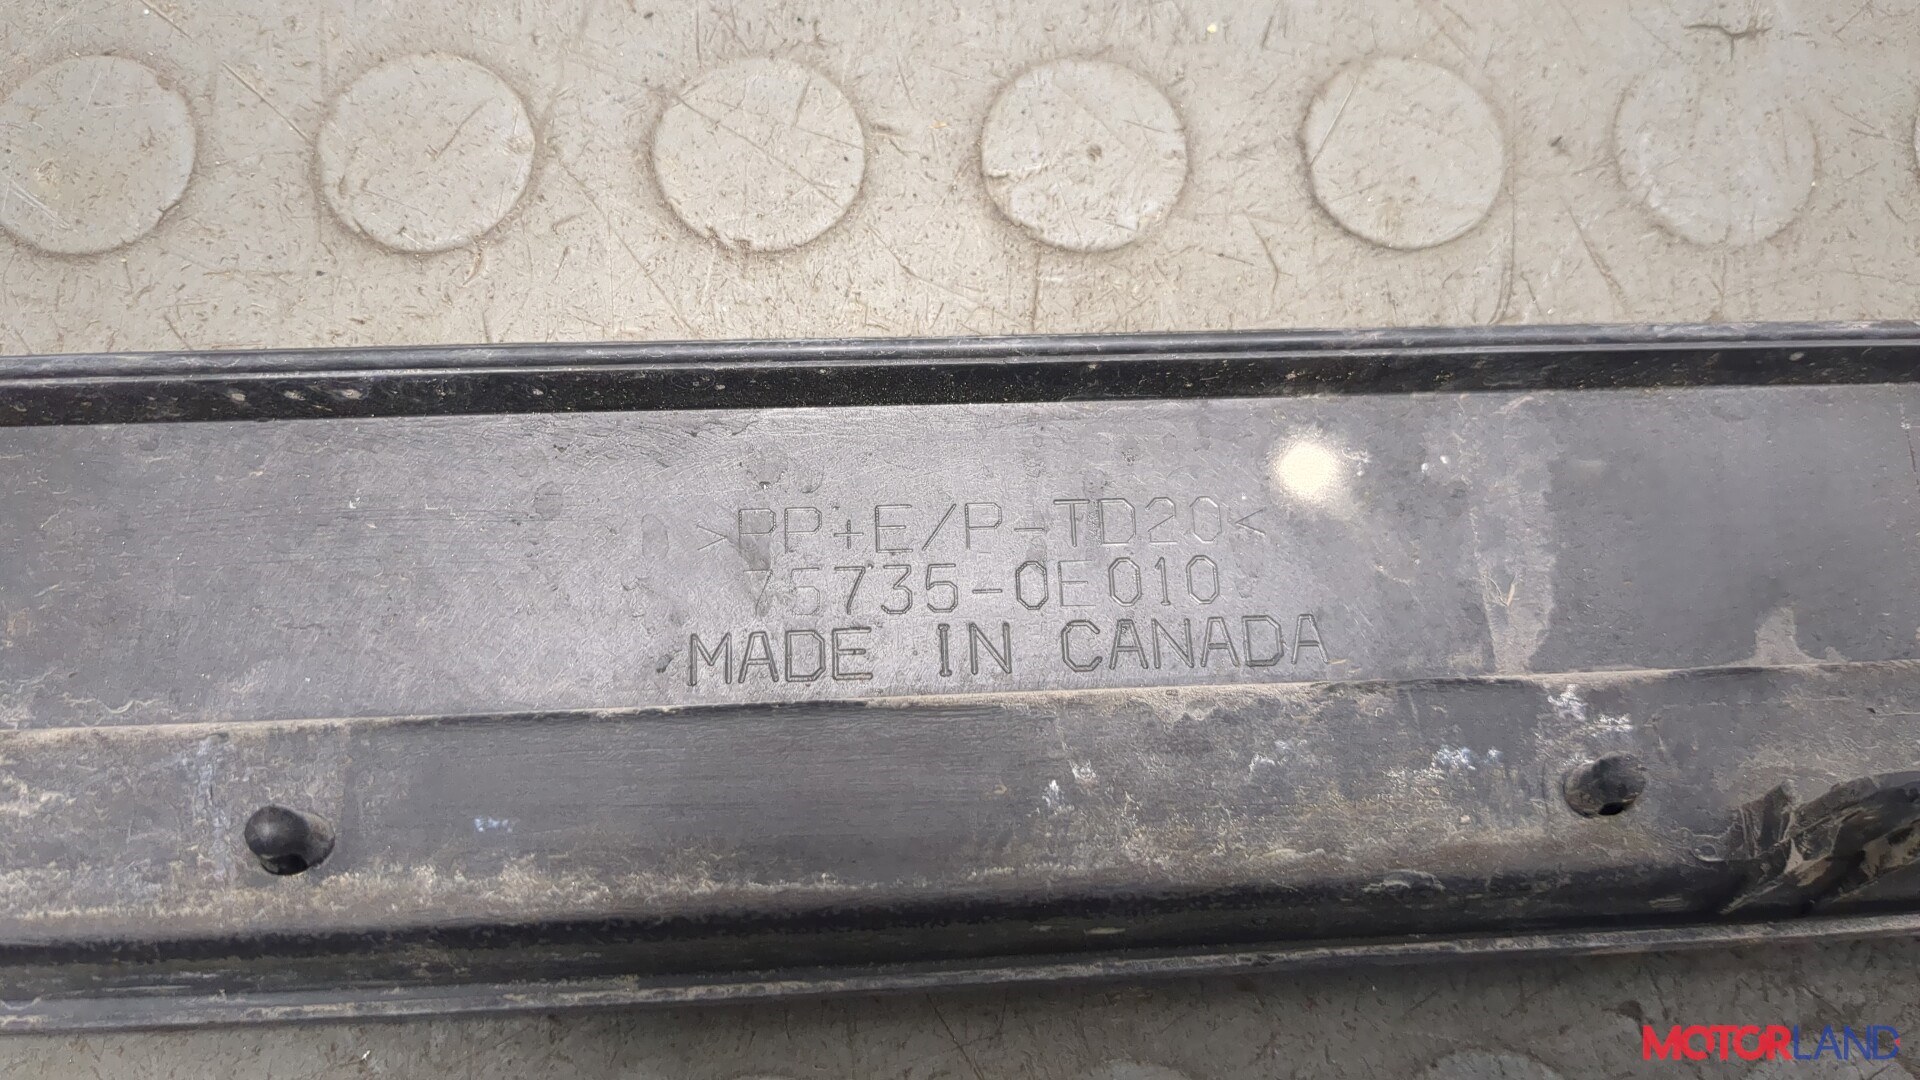 >PP+E/P-TD20<
75735-0E010
MADE IN CANADA
MOTORLAND